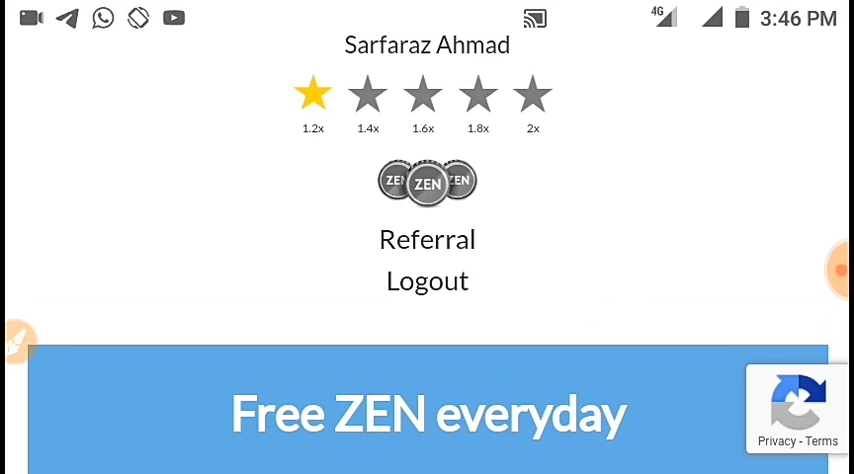 4G 3:46 PM
Sarfaraz Ahmad
1.2x 1.4x 1.6x 1.8x 2x
ZEN ZEN ZEN
Referral
Logout
Free ZEN everyday
Privacy - Terms